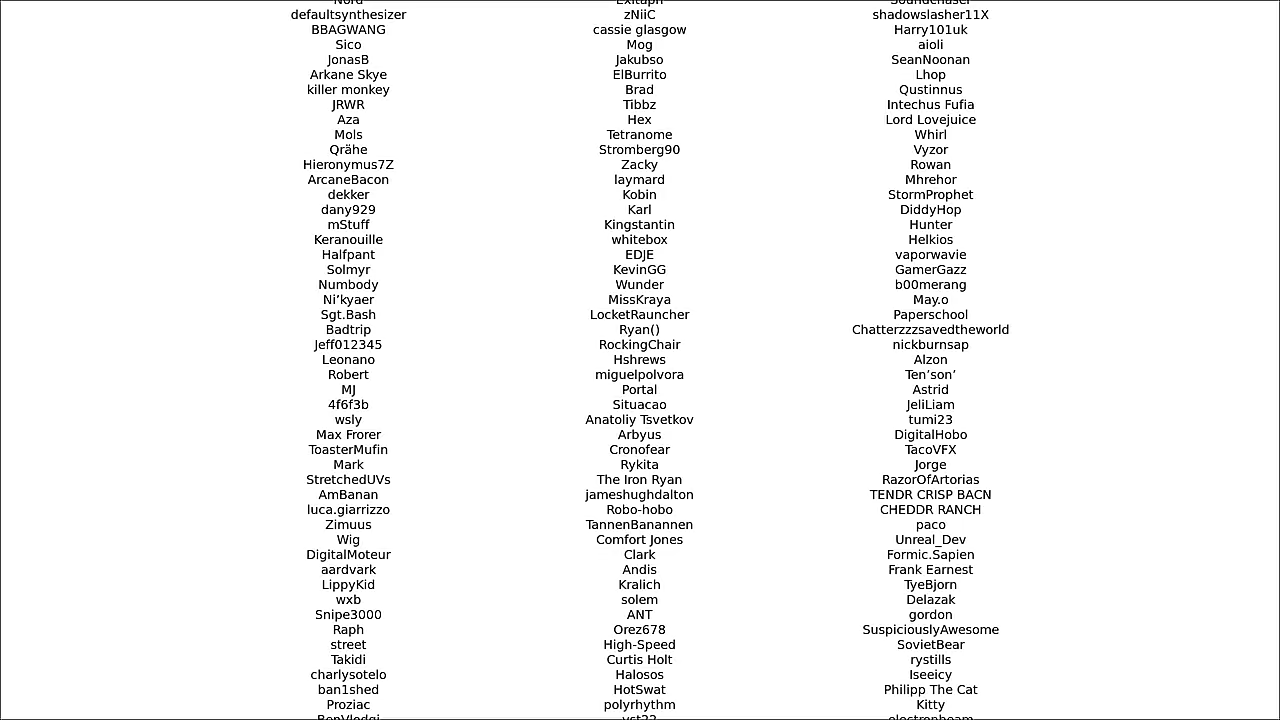 defaultsynthesizer zNiiC shadowslasher11X
BBAGWANG cassie glasgow Harry101uk
Sico Mog aioli
JonasB Jakubso SeanNoonan
Arkane Skye ElBurrito Lhop
killer monkey Brad Qustinnus
JRWR Tibbz Intechus Fufia
Aza Hex Lord Lovejuice
Mols Tetranome Whirl
Qrähe Stromberg90 Vyzor
Hieronymus7Z Zacky Rowan
ArcaneBacon laymard Mhrehor
dekker Kobin StormProphet
dany929 Karl DiddyHop
mStuff Kingstantin Hunter
Keranouille whitebox Helkios
Halfpant EDJE vaporwavie
Solmyr KevinGG GamerGazz
Numbody Wunder b00merang
Ni’kyaer MissKraya May.o
Sgt.Bash LocketRauncher Paperschool
Badtrip Ryan() Chatterzzzsavedtheworld
Jeff012345 RockingChair nickburnsap
Leonano Hshrews Alzon
Robert miguelpolvora Ten’son’
MJ Portal Astrid
4f6f3b Situacao JeliLiam
wsly Anatoliy Tsvetkov tumi23
Max Frorer Arbyus DigitalHobo
ToasterMufin Cronofear TacoVFX
Mark Rykita Jorge
StretchedUVs The Iron Ryan RazorOfArtorias
AmBanan jameshughdalton TENDR CRISP BACN
luca.giarrizzo Robo-hobo CHEDDR RANCH
Zimuus TannenBanannen paco
Wig Comfort Jones Unreal_Dev
DigitalMoteur Clark Formic.Sapien
aardvark Andis Frank Earnest
LippyKid Kralich TyeBjorn
wxb solem Delazak
Snipe3000 ANT gordon
Raph Orez678 SuspiciouslyAwesome
street High-Speed SovietBear
Takidi Curtis Holt rystills
charlysotelo Halosos Iseeicy
ban1shed HotSwat Philipp The Cat
Proziac polyrhythm Kitty